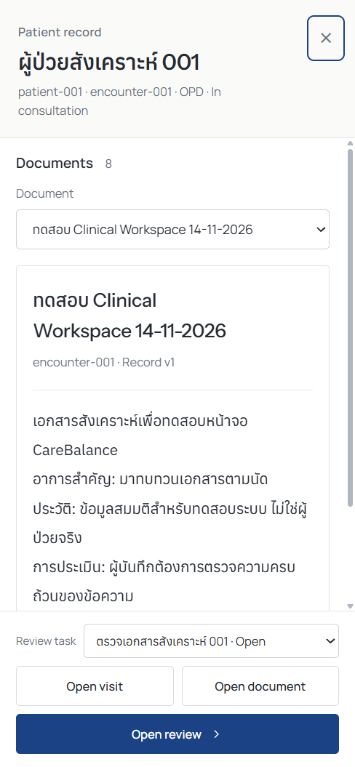 Patient record
ผู้ป่วยสังเคราะห์ 001
patient-001 · encounter-001 · OPD · In
consultation
Documents 8
Document
ทดสอบ Clinical Workspace 14-11-2026
ทดสอบ Clinical
Workspace 14-11-2026
encounter-001 · Record v1
เอกสารสังเคราะห์เพื่อทดสอบหน้าจอ
CareBalance
อาการสำคัญ: มาทบทวนเอกสารตามนัด
ประวัติ: ข้อมูลสมมติสำหรับทดสอบระบบ ไม่ใช่ผู้
ป่วยจริง
การประเมิน: ผู้บันทึกต้องการตรวจความครบ
ถ้วนของข้อความ
Review task ตรวจเอกสารสังเคราะห์ 001 · Open
Open visit Open document
Open review